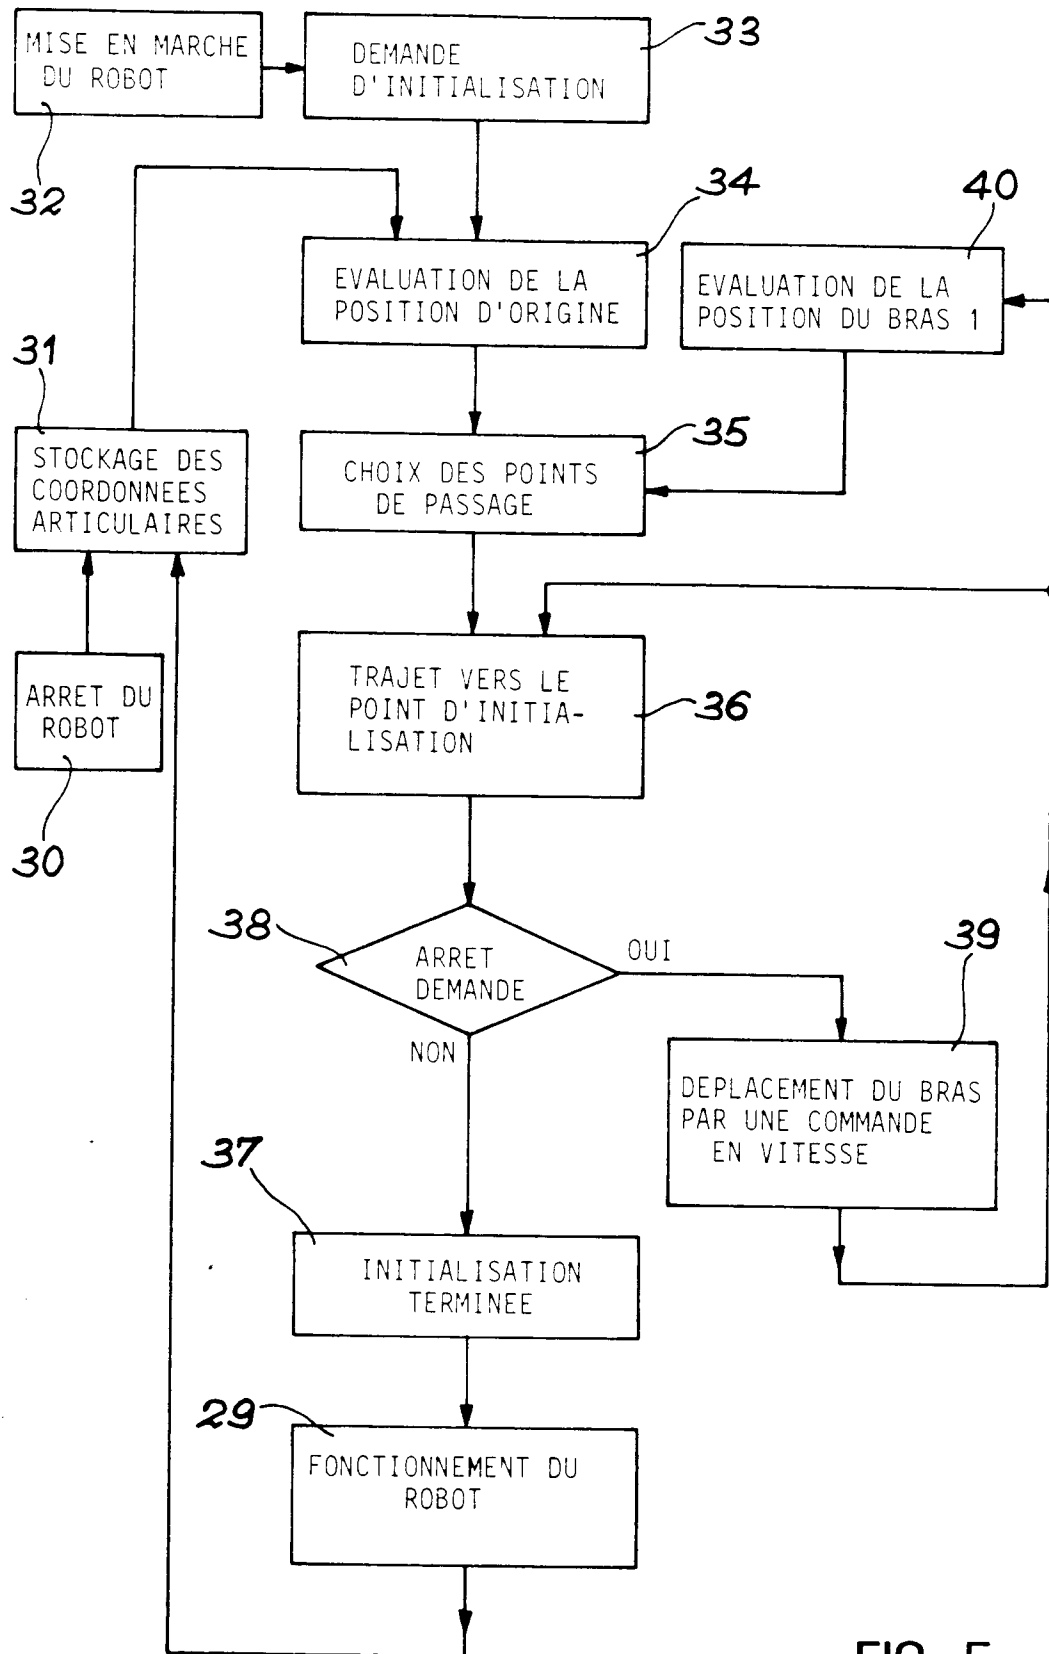 MISE EN MARCHE
DU ROBOT
32
DEMANDE
D'INITIALISATION
33
34
EVALUATION DE LA
POSITION D'ORIGINE
40
EVALUATION DE LA
POSITION DU BRAS 1
31
STOCKAGE DES
COORDONNEES
ARTICULAIRES
35
CHOIX DES POINTS
DE PASSAGE
ARRET DU
ROBOT
30
TRAJET VERS LE
POINT D'INITIA-
LISATION
36
38
ARRET
DEMANDE
OUI
NON
39
DEPLACEMENT DU BRAS
PAR UNE COMMANDE
EN VITESSE
37
INITIALISATION
TERMINEE
29
FONCTIONNEMENT DU
ROBOT